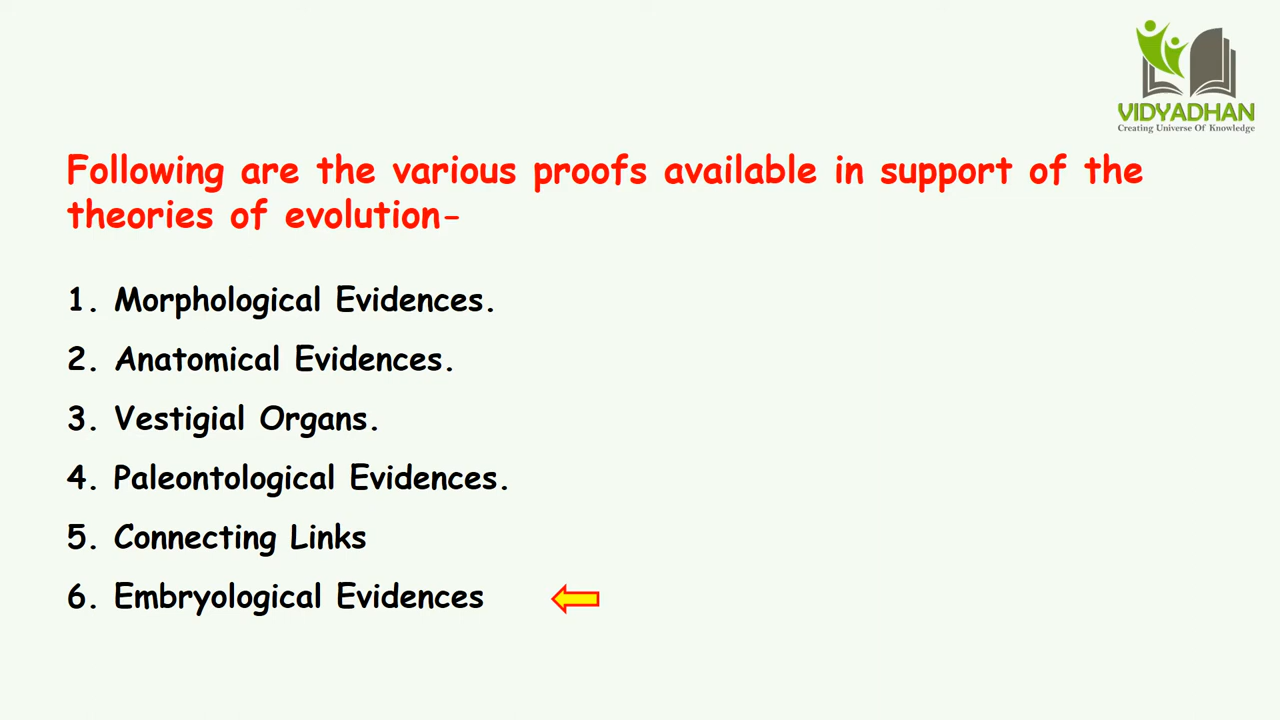 VIDYADHAN
Creating Universe Of Knowledge
Following are the various proofs available in support of the
theories of evolution-
1. Morphological Evidences.
2. Anatomical Evidences.
3. Vestigial Organs.
4. Paleontological Evidences.
5. Connecting Links
6. Embryological Evidences